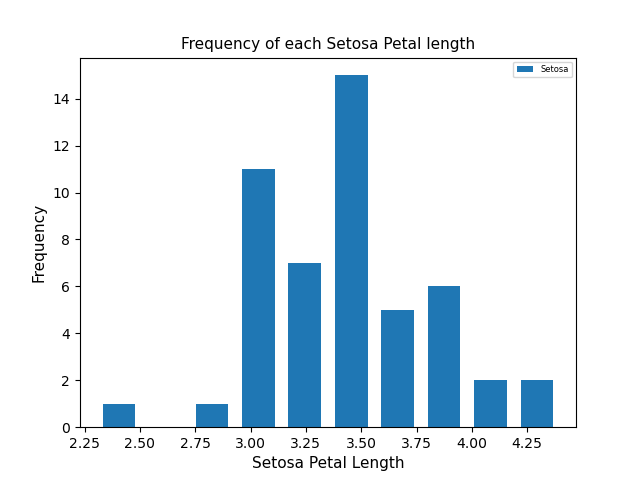 Frequency of each Setosa Petal length
Setosa
14
12
10
8
6
4
2
0
Frequency
2.25 2.50 2.75 3.00 3.25 3.50 3.75 4.00 4.25
Setosa Petal Length